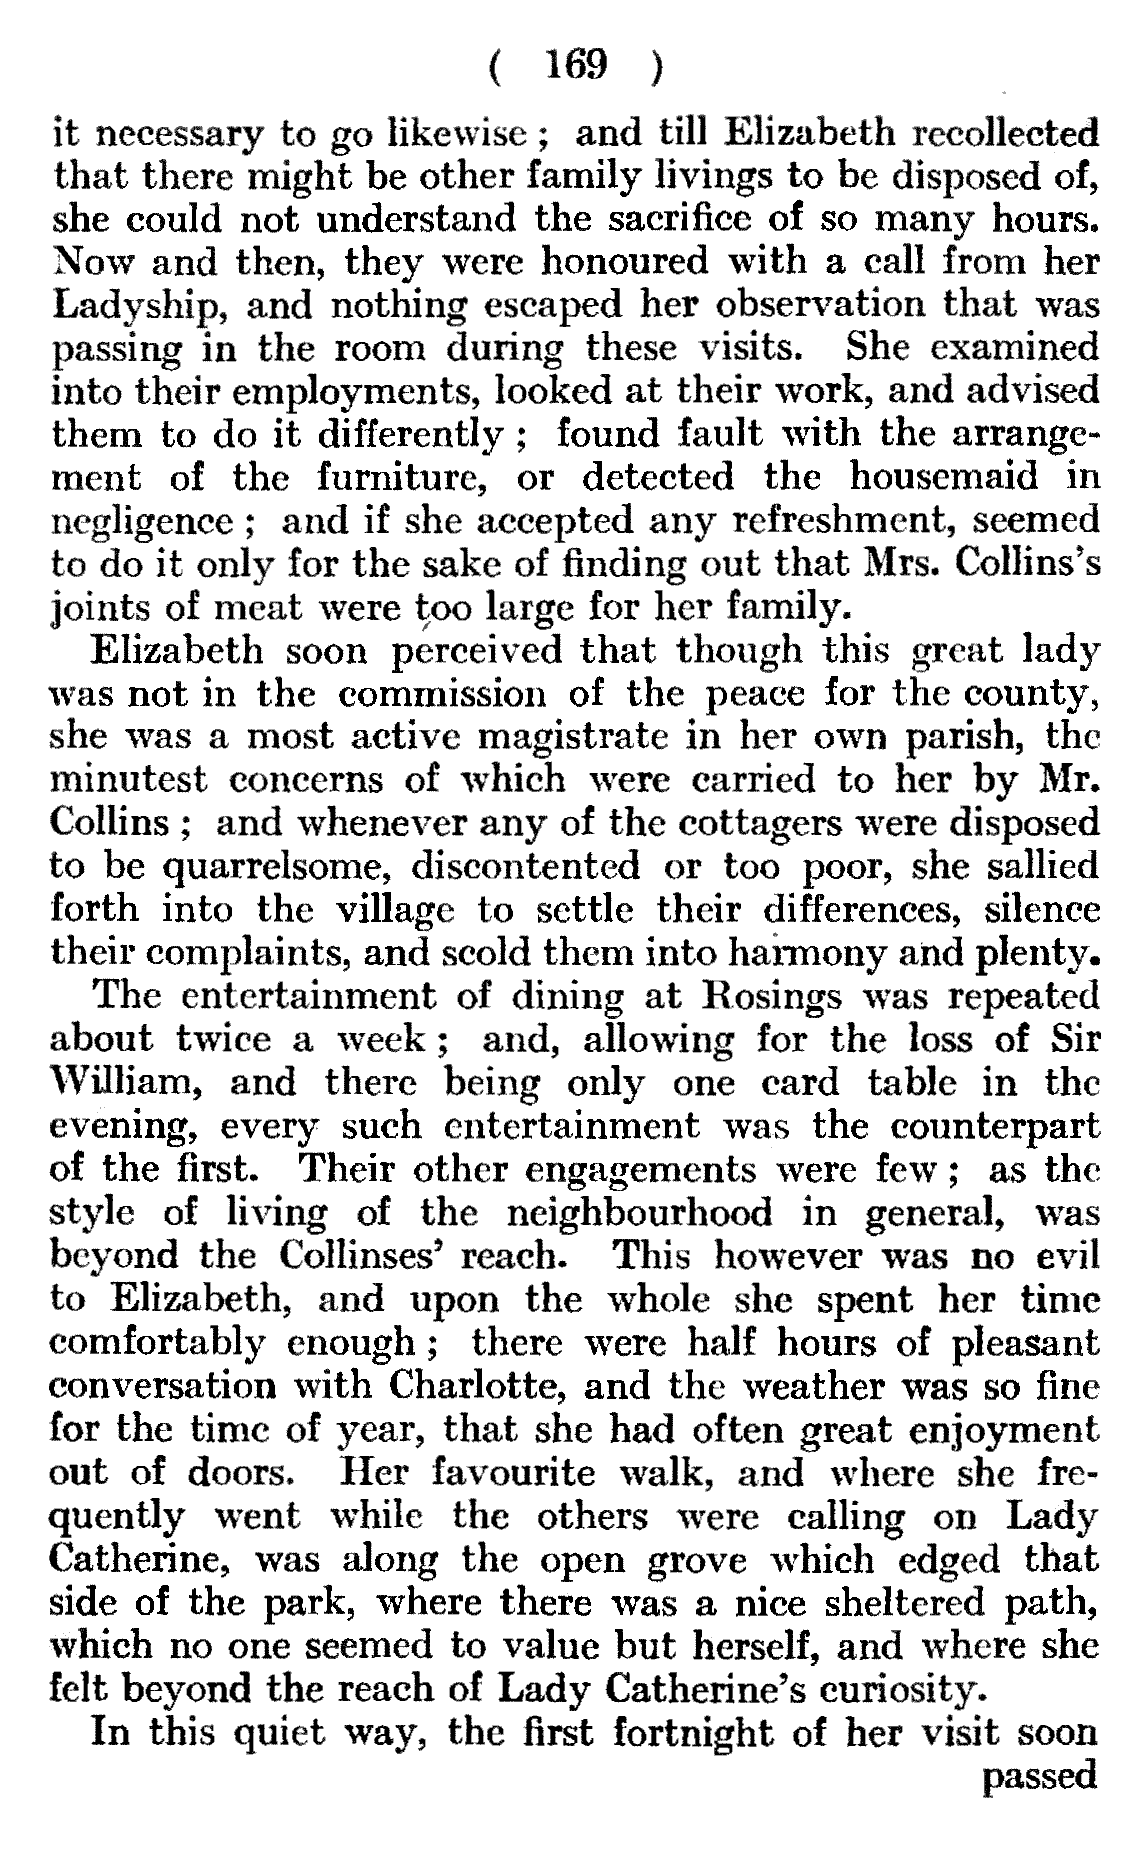 ( 169 )
it necessary to go likewise ; and till Elizabeth recollected
that there might be other family livings to be disposed of,
she could not understand the sacrifice of so many hours.
Now and then, they were honoured with a call from her
Ladyship, and nothing escaped her observation that was
passing in the room during these visits. She examined
into their employments, looked at their work, and advised
them to do it differently ; found fault with the arrange-
ment of the furniture, or detected the housemaid in
negligence ; and if she accepted any refreshment, seemed
to do it only for the sake of finding out that Mrs. Collins's
joints of meat were too large for her family.
Elizabeth soon perceived that though this great lady
was not in the commission of the peace for the county,
she was a most active magistrate in her own parish, the
minutest concerns of which were carried to her by Mr.
Collins ; and whenever any of the cottagers were disposed
to be quarrelsome, discontented or too poor, she sallied
forth into the village to settle their differences, silence
their complaints, and scold them into harmony and plenty.
The entertainment of dining at Rosings was repeated
about twice a week ; and, allowing for the loss of Sir
William, and there being only one card table in the
evening, every such entertainment was the counterpart
of the first. Their other engagements were few ; as the
style of living of the neighbourhood in general, was
beyond the Collinses' reach. This however was no evil
to Elizabeth, and upon the whole she spent her time
comfortably enough ; there were half hours of pleasant
conversation with Charlotte, and the weather was so fine
for the time of year, that she had often great enjoyment
out of doors. Her favourite walk, and where she fre-
quently went while the others were calling on Lady
Catherine, was along the open grove which edged that
side of the park, where there was a nice sheltered path,
which no one seemed to value but herself, and where she
felt beyond the reach of Lady Catherine's curiosity.
In this quiet way, the first fortnight of her visit soon
passed